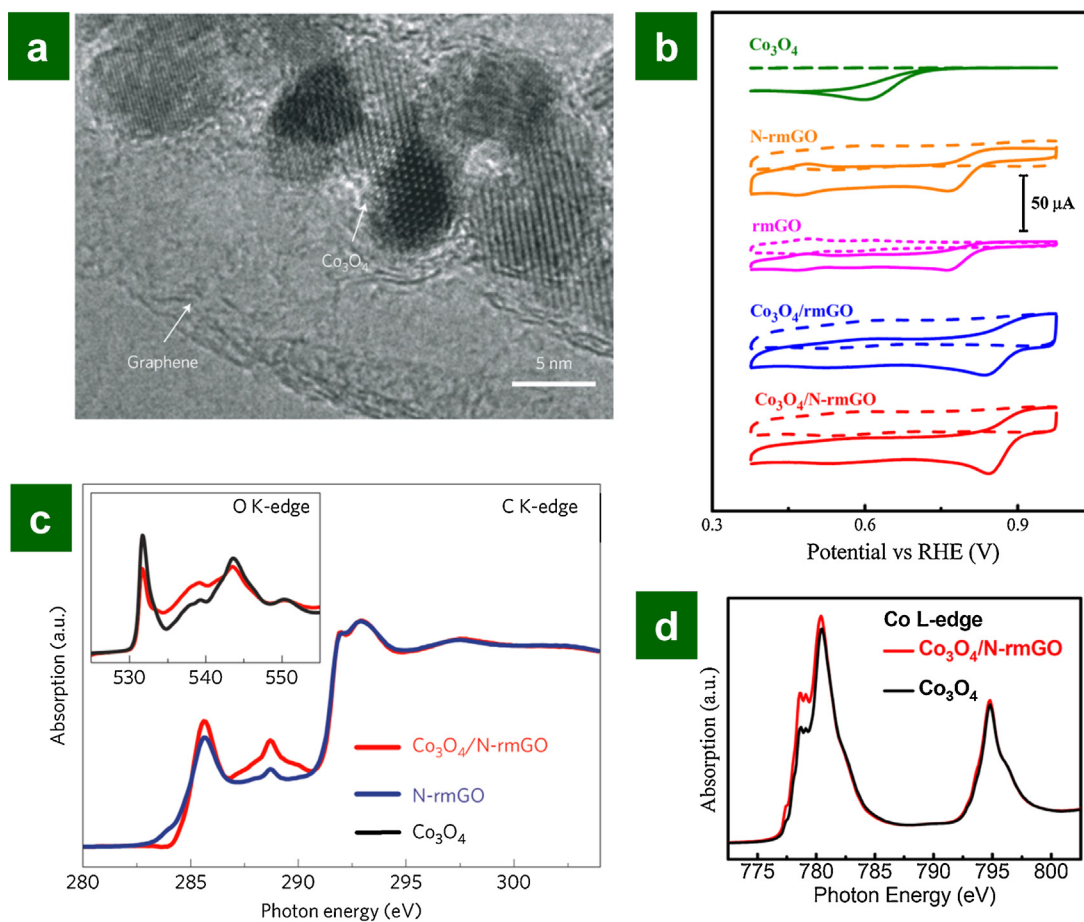 a
Co₃O₄
Graphene
5 nm
b
Co₃O₄
N-rmGO
50 μA
rmGO
Co₃O₄/rmGO
Co₃O₄/N-rmGO
0.3 0.6 0.9
Potential vs RHE (V)
c
O K-edge
C K-edge
530 540 550
Absorption (a.u.)
Co₃O₄/N-rmGO
N-rmGO
Co₃O₄
280 285 290 295 300
Photon energy (eV)
d
Co L-edge
Co₃O₄/N-rmGO
Co₃O₄
Absorption (a.u.)
775 780 785 790 795 800
Photon Energy (eV)